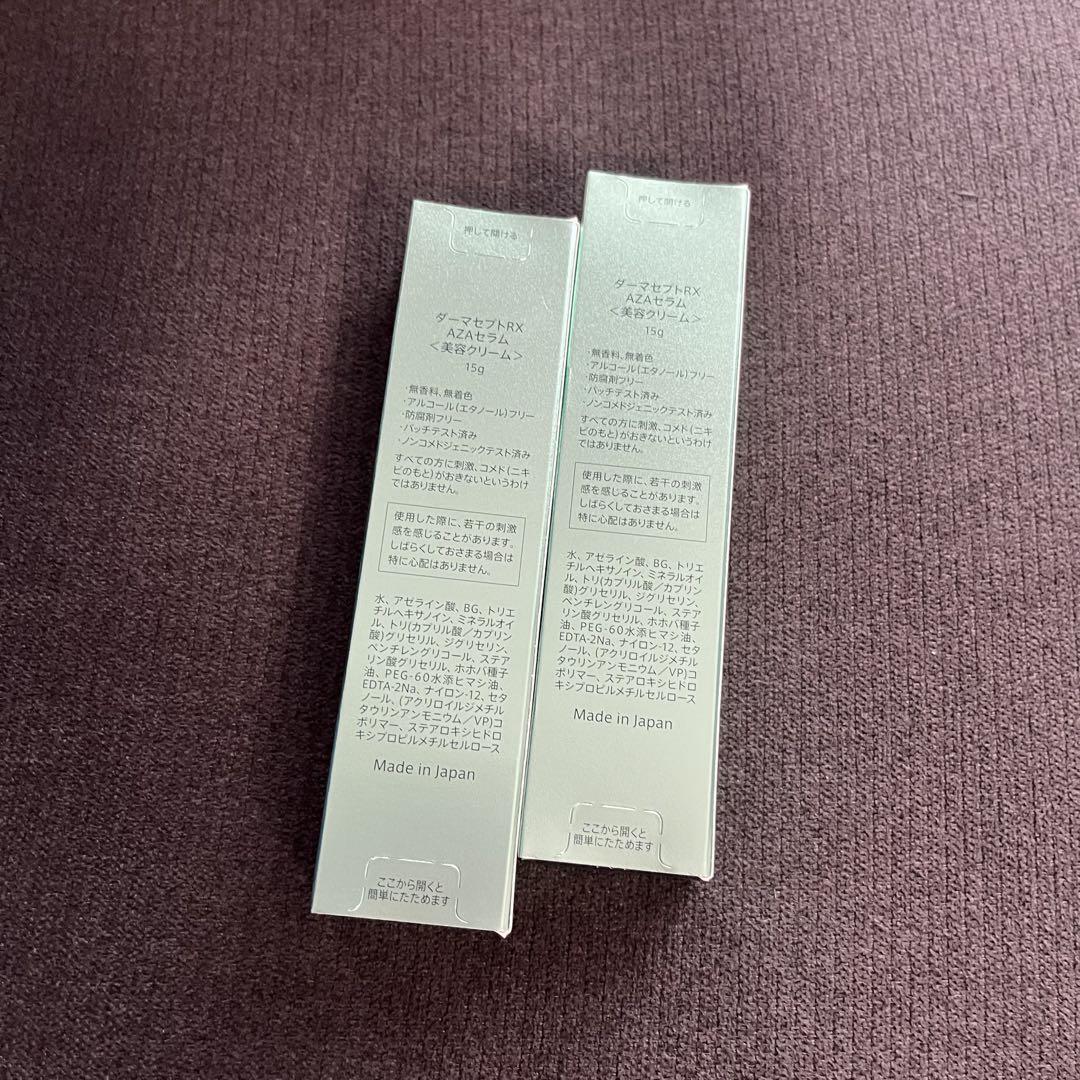 押して開ける
ダーマセプトRX
AZAセラム
＜美容クリーム＞
15g
・無香料、無着色
・アルコール（エタノール）フリー
・防腐剤フリー
・パッチテスト済み
・ノンコメドジェニックテスト済み
すべての方に刺激、コメド（ニキ
ビのもと）がおきないというわけ
ではありません。
使用した際に、若干の刺激
感を感じることがあります。
しばらくしておさまる場合は
特に心配はありません。
水、アゼライン酸、BG、トリエ
チルヘキサノイン、ミネラルオイ
ル、トリ(カプリル酸／カプリン
酸)グリセリル、ジグリセリン、
ペンチレングリコール、ステア
リン酸グリセリル、ホホバ種子
油、PEG-60水添ヒマシ油、
EDTA-2Na、ナイロン-12、セタ
ノール、(アクリロイルジメチル
タウリンアンモニウム／VP)コ
ポリマー、ステアロキシヒドロ
キシプロピルメチルセルロース
Made in Japan
ここから開くと
簡単にたためます
押して開ける
ダーマセプトRX
AZAセラム
＜美容クリーム＞
15g
・無香料、無着色
・アルコール（エタノール）フリー
・防腐剤フリー
・パッチテスト済み
・ノンコメドジェニックテスト済み
すべての方に刺激、コメド（ニキ
ビのもと）がおきないというわけ
ではありません。
使用した際に、若干の刺激
感を感じることがあります。
しばらくしておさまる場合は
特に心配はありません。
水、アゼライン酸、BG、トリエ
チルヘキサノイン、ミネラルオイ
ル、トリ(カプリル酸／カプリン
酸)グリセリル、ジグリセリン、
ペンチレングリコール、ステア
リン酸グリセリル、ホホバ種子
油、PEG-60水添ヒマシ油、
EDTA-2Na、ナイロン-12、セタ
ノール、(アクリロイルジメチル
タウリンアンモニウム／VP)コ
ポリマー、ステアロキシヒドロ
キシプロピルメチルセルロース
Made in Japan
ここから開くと
簡単にたためます